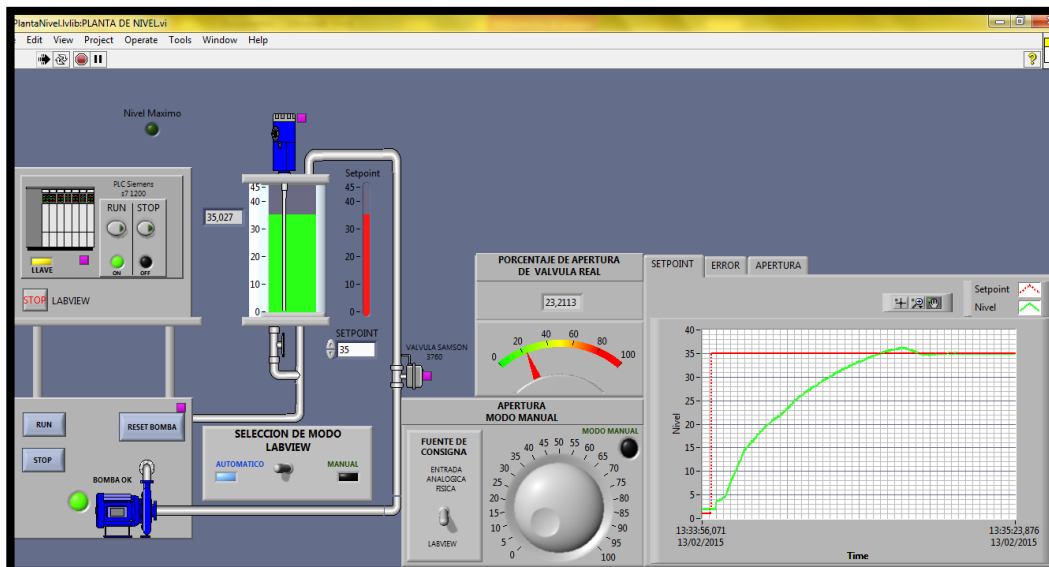 PlantaNivel.lvlib:PLANTA DE NIVEL.vi
Edit View Project Operate Tools Window Help
Nivel Maximo
PLC Siemens
s7 1200
RUN STOP
LLAVE
ON OFF
STOP LABVIEW
35,027
45
40
30
20
10
0
Setpoint
45
40
30
20
10
0
SETPOINT
35
VALVULA SAMSON
3760
RUN
STOP
RESET BOMBA
BOMBA OK
SELECCION DE MODO
LABVIEW
AUTOMATICO
MANUAL
PORCENTAJE DE APERTURA
DE VALVULA REAL
23,2113
0 20 40 60 80 100
APERTURA
MODO MANUAL
FUENTE DE
CONSIGNA
ENTRADA
ANALOGICA
FISICA
LABVIEW
MODO MANUAL
0 5 10 15 20 25 30 35 40 45 50 55 60 65 70 75 80 85 90 95 100
SETPOINT ERROR APERTURA
Setpoint
Nivel
Nivel
40
35
30
25
20
15
10
5
0
13:33:56,071
13/02/2015
13:35:23,876
13/02/2015
Time